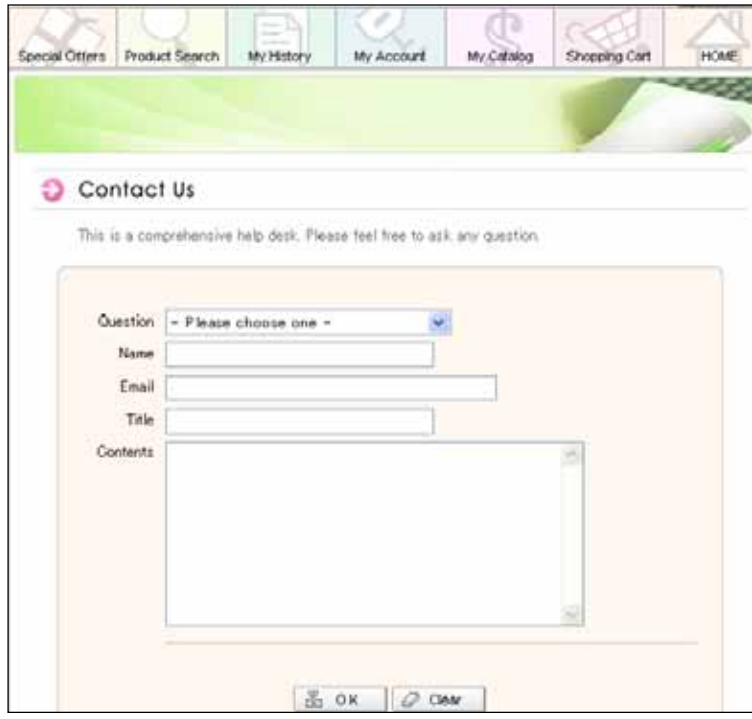 Special Offers Product Search My History My Account My Catalog Shopping Cart HOME
Contact Us
This is a comprehensive help desk. Please feel free to ask any question.
Question - Please choose one -
Name
Email
Title
Contents
OK Clear